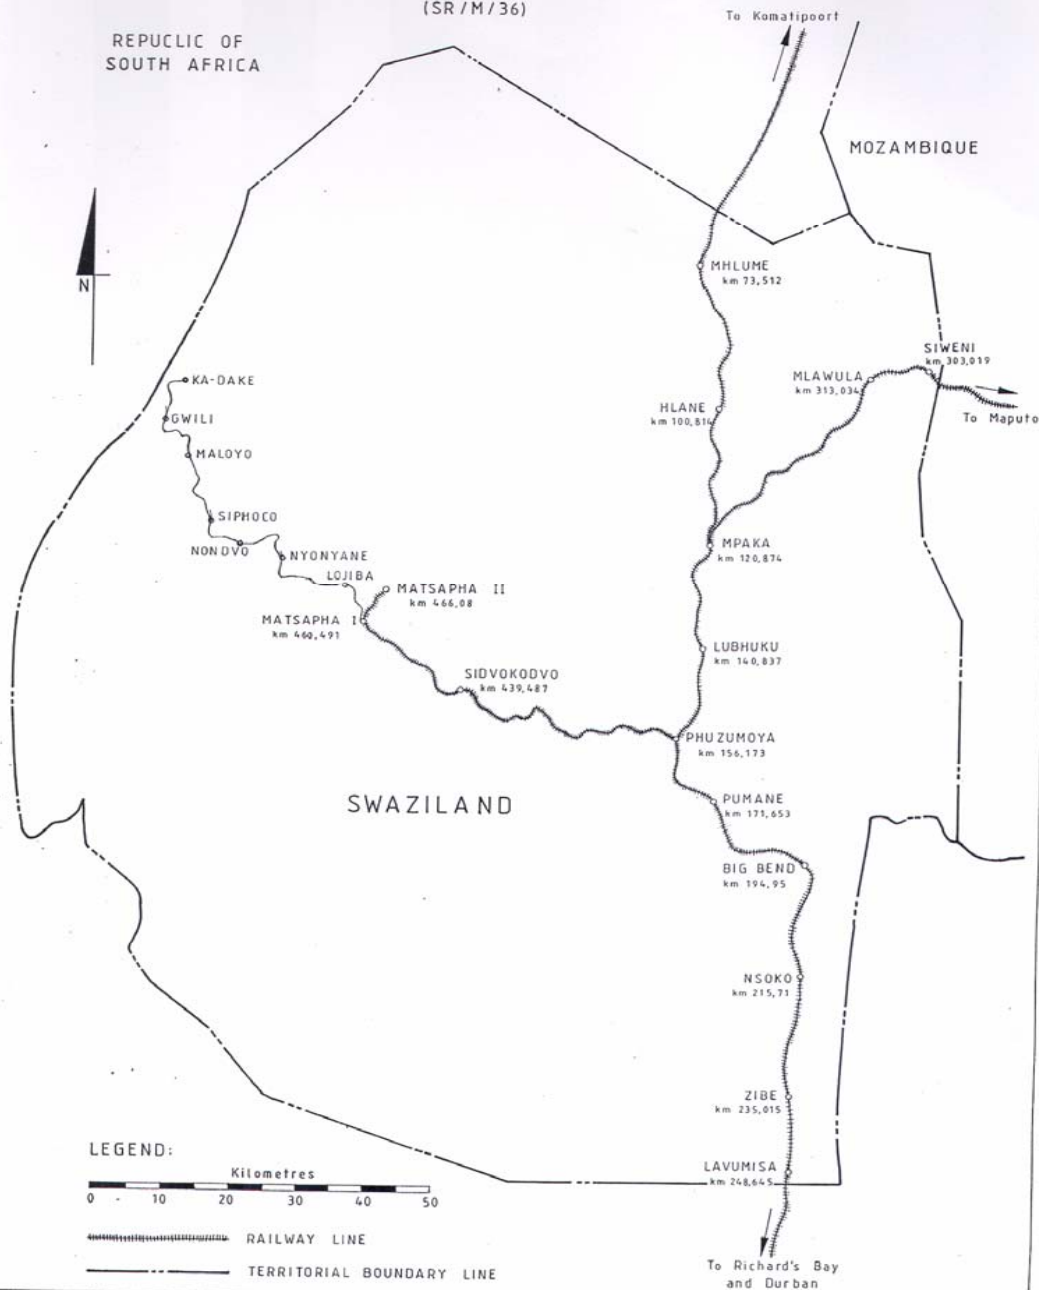 (SR/M/36)
REPUCLIC OF
SOUTH AFRICA
To Komatipoort
MOZAMBIQUE
N
MHLUME
km 73,512
SIWENI
km 303,019
MLAWULA
km 313,034
To Maputo
HLANE
km 100,814
KA-DAKE
GWILI
MALOYO
SIPHOCO
NONDVO
NYONYANE
LOJIBA
MPAKA
km 120,874
MATSAPHA II
km 466,08
MATSAPHA I
km 460,491
LUBHUKU
km 140,837
SIDVOKODVO
km 439,487
PHUZUMOYA
km 156,173
SWAZILAND
PUMANE
km 171,653
BIG BEND
km 194,95
NSOKO
km 215,71
ZIBE
km 235,015
LAVUMISA
km 248,645
To Richard's Bay
and Durban
LEGEND:
Kilometres
0 10 20 30 40 50
RAILWAY LINE
TERRITORIAL BOUNDARY LINE